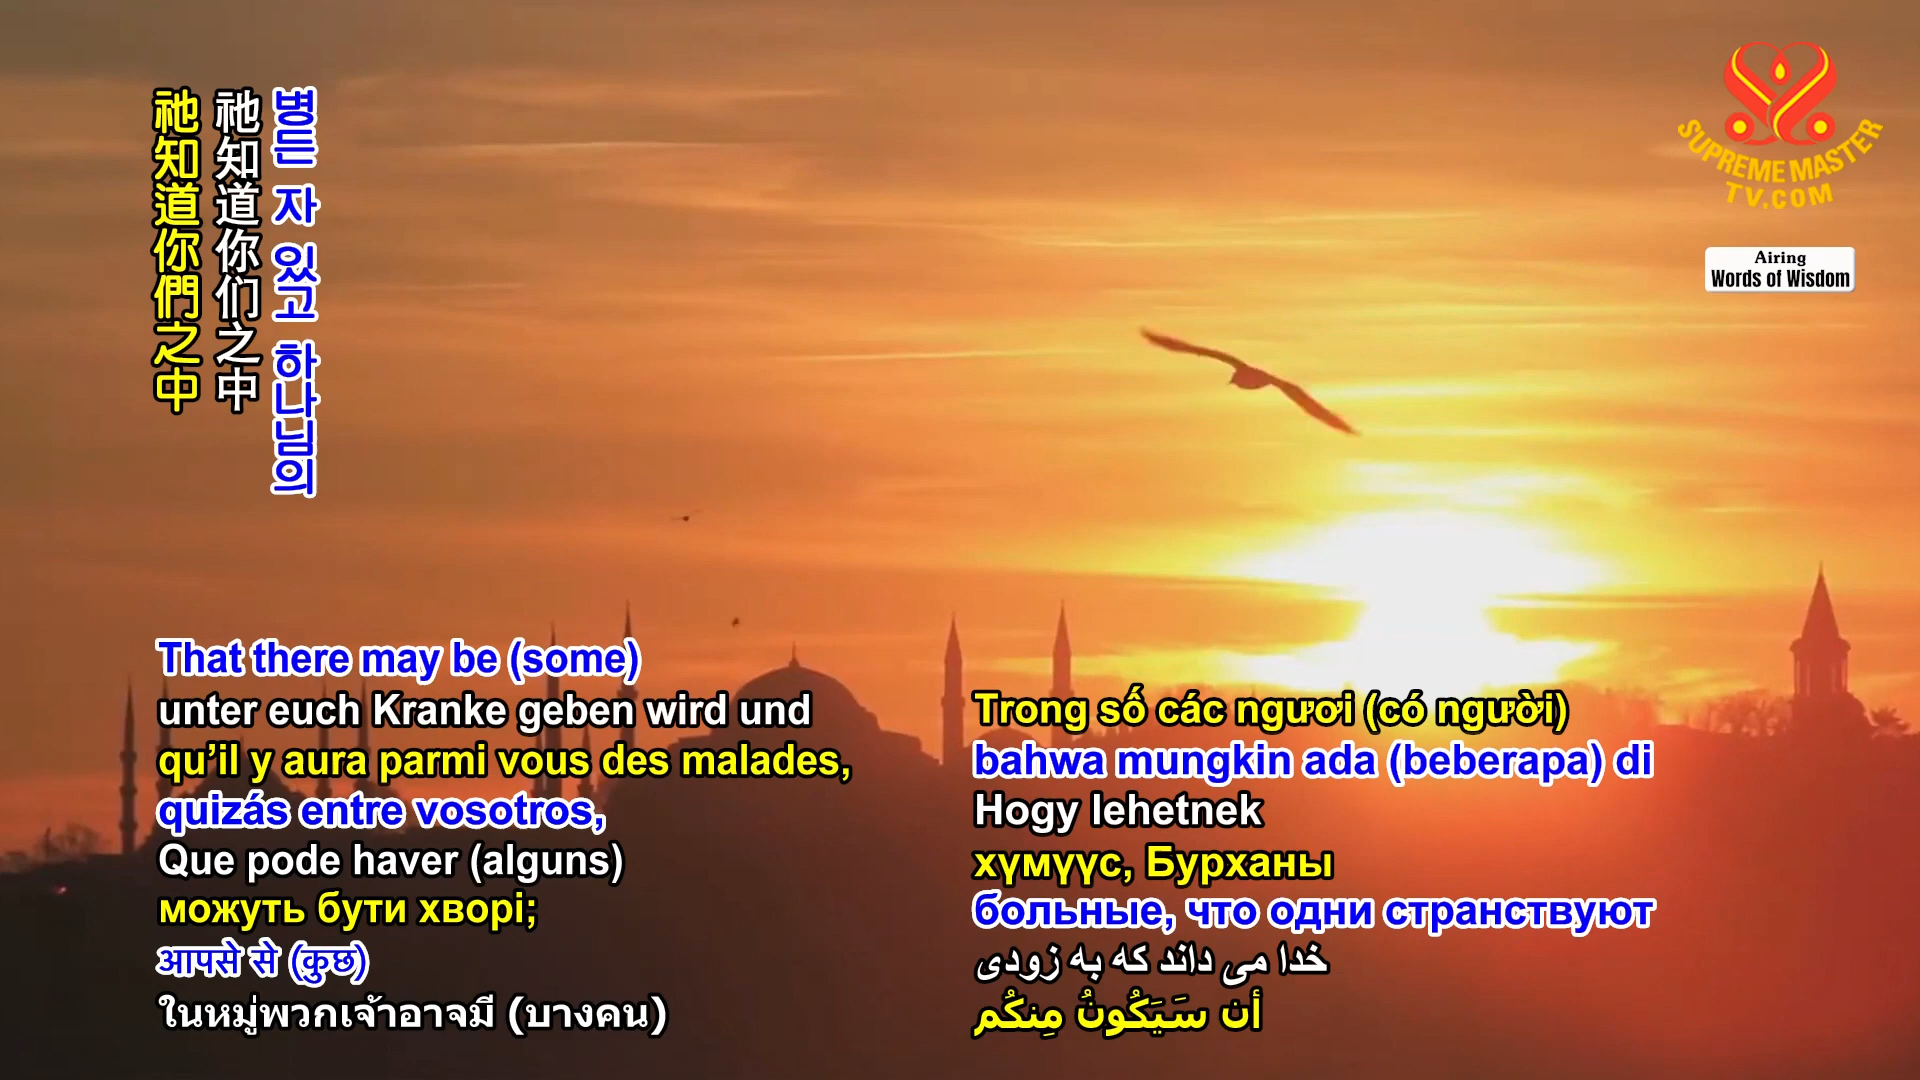 祂知道你們之中
祂知道你们之中
병든 자 있고 하나님의
SUPREME MASTER
TV.COM
Airing
Words of Wisdom
That there may be (some)
unter euch Kranke geben wird und
qu’il y aura parmi vous des malades,
quizás entre vosotros,
Que pode haver (alguns)
можуть бути хворі;
आपसे से (कुछ)
ในหมู่พวกเจ้าอาจมี (บางคน)
Trong số các ngươi (có người)
bahwa mungkin ada (beberapa) di
Hogy lehetnek
хүмүүс, Бурханы
больные, что одни странствуют
خدا می داند که به زودی
أن سَيَكُونُ مِنكُم